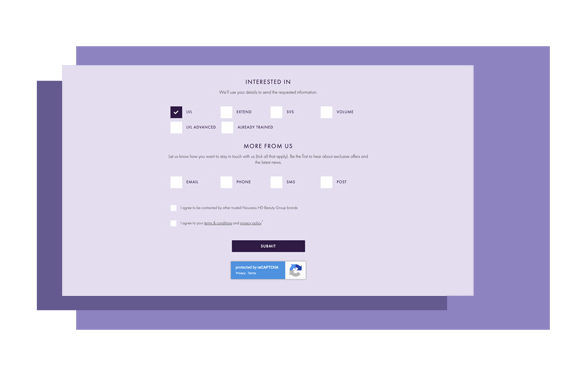 INTERESTED IN
We'll use your details to send the requested information.
LVL
EXTEND
SVS
VOLUME
LVL ADVANCED
ALREADY TRAINED
MORE FROM US
Let us know how you want to stay in touch with us (tick all that apply). Be the first to hear about exclusive offers and
the latest news.
EMAIL
PHONE
SMS
POST
I agree to be contacted by other trusted Nouveau HD Beauty Group brands
I agree to your terms & conditions and privacy policy*
SUBMIT
protected by reCAPTCHA
Privacy Terms